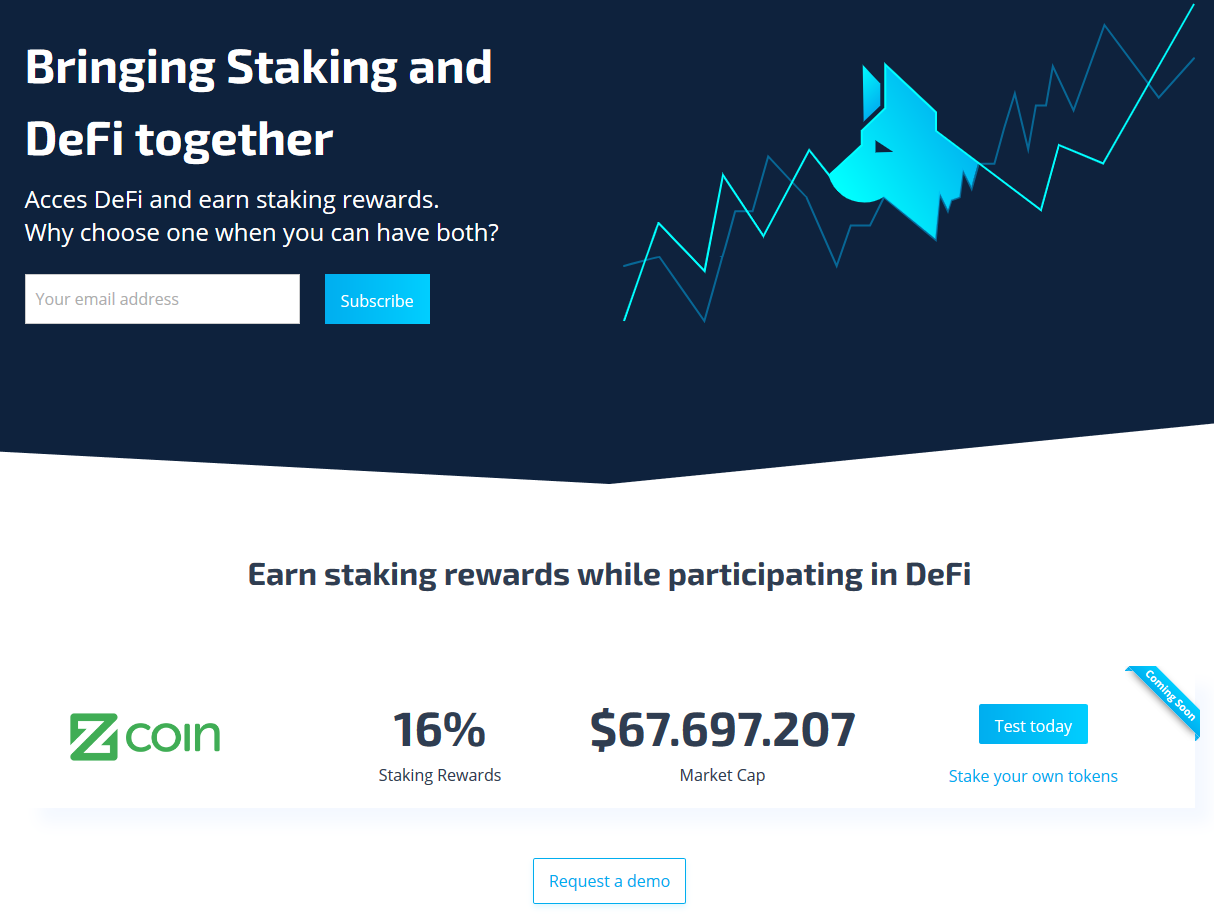 Bringing Staking and
DeFi together
Acces DeFi and earn staking rewards.
Why choose one when you can have both?
Your email address
Subscribe
Earn staking rewards while participating in DeFi
Coming Soon
Zcoin
16%
Staking Rewards
$67.697.207
Market Cap
Test today
Stake your own tokens
Request a demo